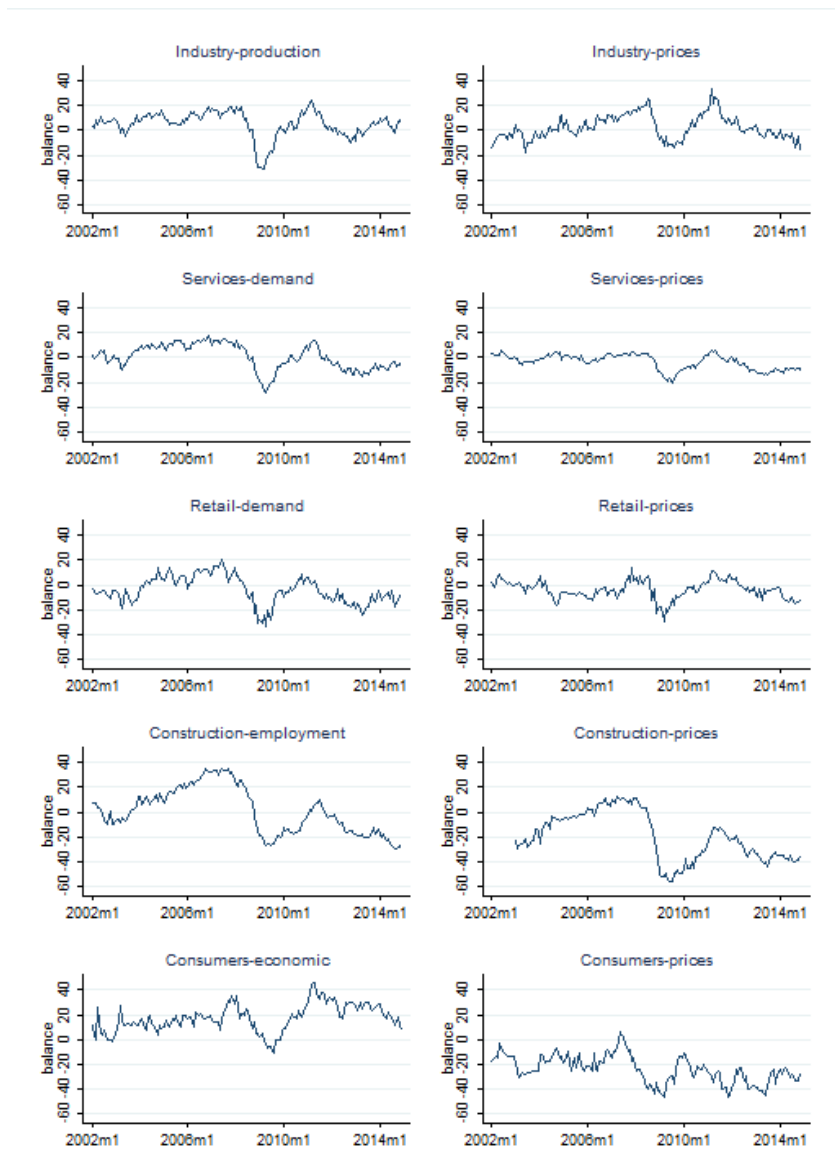 Industry-production
balance
-60 -40 -20 0 20 40
2002m1 2006m1 2010m1 2014m1
Industry-prices
balance
-60 -40 -20 0 20 40
2002m1 2006m1 2010m1 2014m1
Services-demand
balance
-60 -40 -20 0 20 40
2002m1 2006m1 2010m1 2014m1
Services-prices
balance
-60 -40 -20 0 20 40
2002m1 2006m1 2010m1 2014m1
Retail-demand
balance
-60 -40 -20 0 20 40
2002m1 2006m1 2010m1 2014m1
Retail-prices
balance
-60 -40 -20 0 20 40
2002m1 2006m1 2010m1 2014m1
Construction-employment
balance
-60 -40 -20 0 20 40
2002m1 2006m1 2010m1 2014m1
Construction-prices
balance
-60 -40 -20 0 20 40
2002m1 2006m1 2010m1 2014m1
Consumers-economic
balance
-60 -40 -20 0 20 40
2002m1 2006m1 2010m1 2014m1
Consumers-prices
balance
-60 -40 -20 0 20 40
2002m1 2006m1 2010m1 2014m1